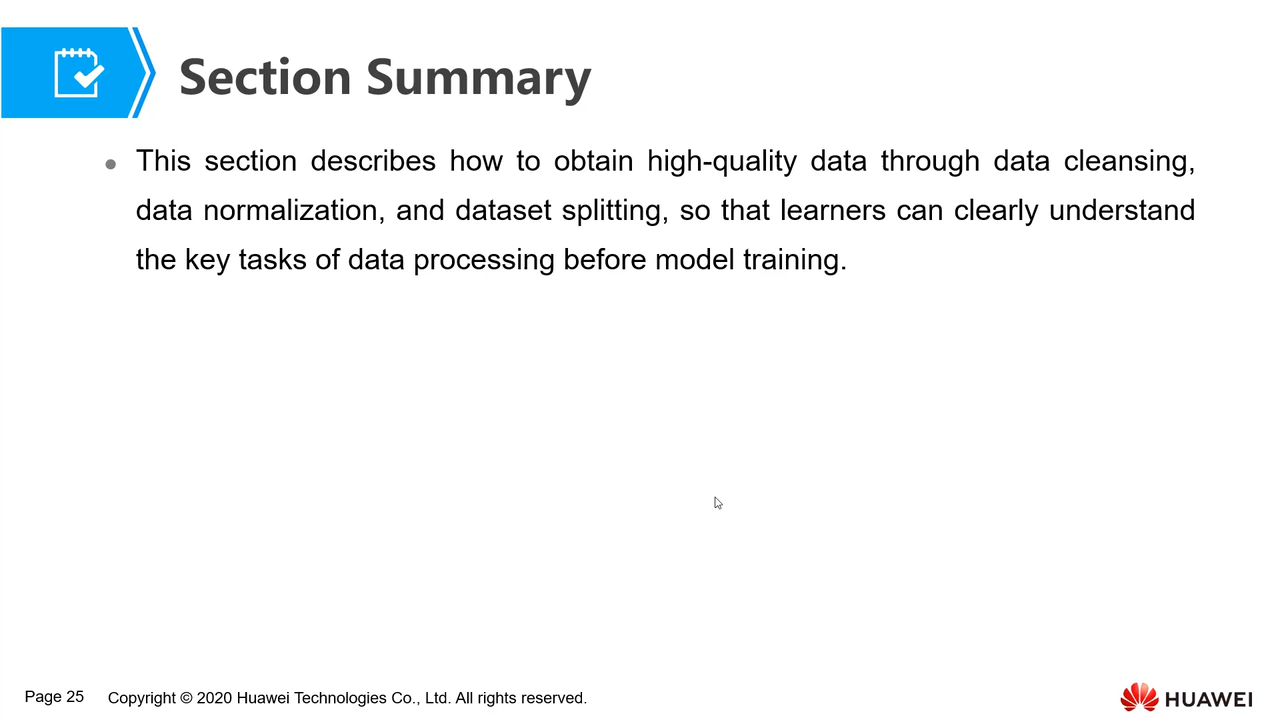 Section Summary
This section describes how to obtain high-quality data through data cleansing,
data normalization, and dataset splitting, so that learners can clearly understand
the key tasks of data processing before model training.
Page 25 Copyright © 2020 Huawei Technologies Co., Ltd. All rights reserved.
HUAWEI